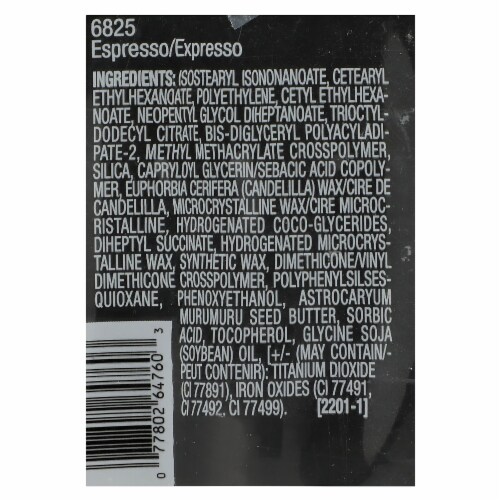 6825
Espresso/Expresso
INGREDIENTS: ISOSTEARYL ISONONANOATE, CETEARYL
ETHYLHEXANOATE, POLYETHYLENE, CETYL ETHYLHEXA-
NOATE, NEOPENTYL GLYCOL DIHEPTANOATE, TRIOCTYL-
DODECYL CITRATE, BIS-DIGLYCERYL POLYACYLADI-
PATE-2, METHYL METHACRYLATE CROSSPOLYMER,
SILICA, CAPRYLOYL GLYCERIN/SEBACIC ACID COPOLY-
MER, EUPHORBIA CERIFERA (CANDELILLA) WAX/CIRE DE
CANDELILLA, MICROCRYSTALLINE WAX/CIRE MICROC-
RISTALLINE, HYDROGENATED COCO-GLYCERIDES,
DIHEPTYL SUCCINATE, HYDROGENATED MICROCRYS-
TALLINE WAX, SYNTHETIC WAX, DIMETHICONE/VINYL
DIMETHICONE CROSSPOLYMER, POLYPHENYLSILSES-
QUIOXANE, PHENOXYETHANOL, ASTROCARYUM
MURUMURU SEED BUTTER, SORBIC
ACID, TOCOPHEROL, GLYCINE SOJA
(SOYBEAN) OIL, [+/- (MAY CONTAIN/
PEUT CONTENIR): TITANIUM DIOXIDE
(CI 77891), IRON OXIDES (CI 77491,
CI 77492, CI 77499). [2201-1]
0 77802 64760 3